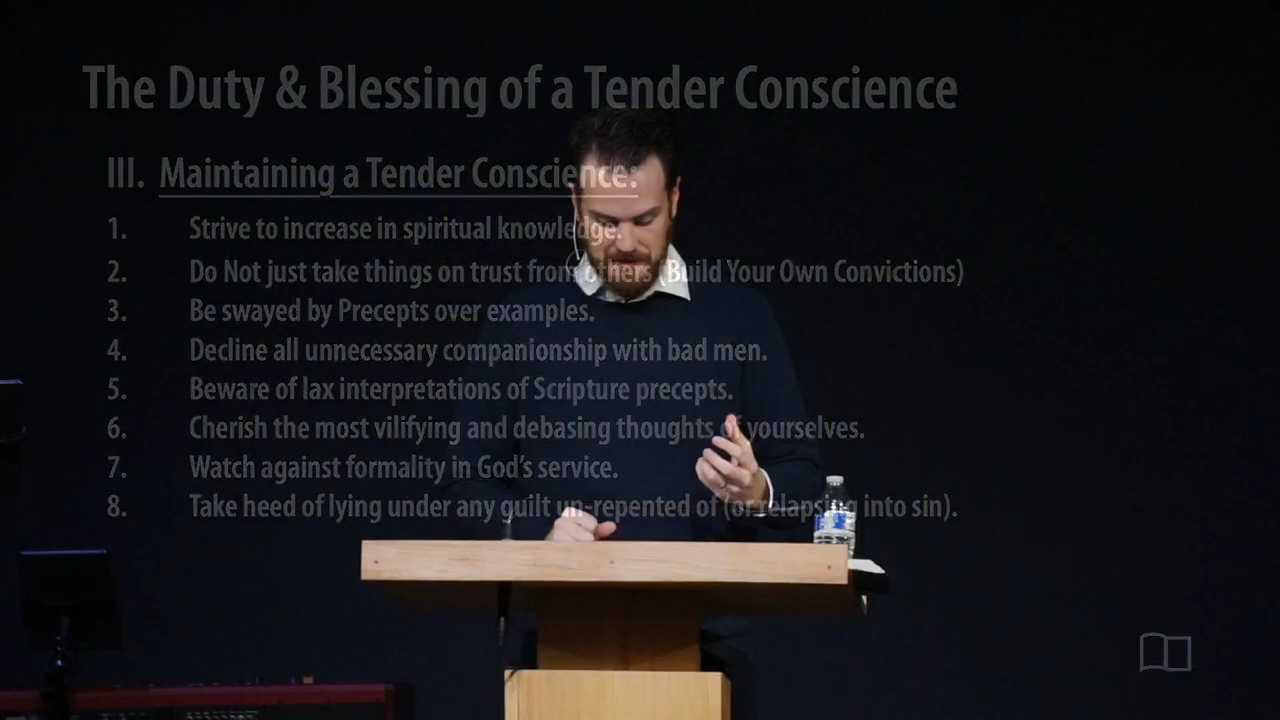 The Duty & Blessing of a Tender Conscience
III. Maintaining a Tender Conscience:
1. Strive to increase in spiritual knowledge.
2. Do Not just take things on trust from others (Build Your Own Convictions)
3. Be swayed by Precepts over examples.
4. Decline all unnecessary companionship with bad men.
5. Beware of lax interpretations of Scripture precepts.
6. Cherish the most vilifying and debasing thoughts of yourselves.
7. Watch against formality in God's service.
8. Take heed of lying under any guilt un-repented of (or relapsing into sin).